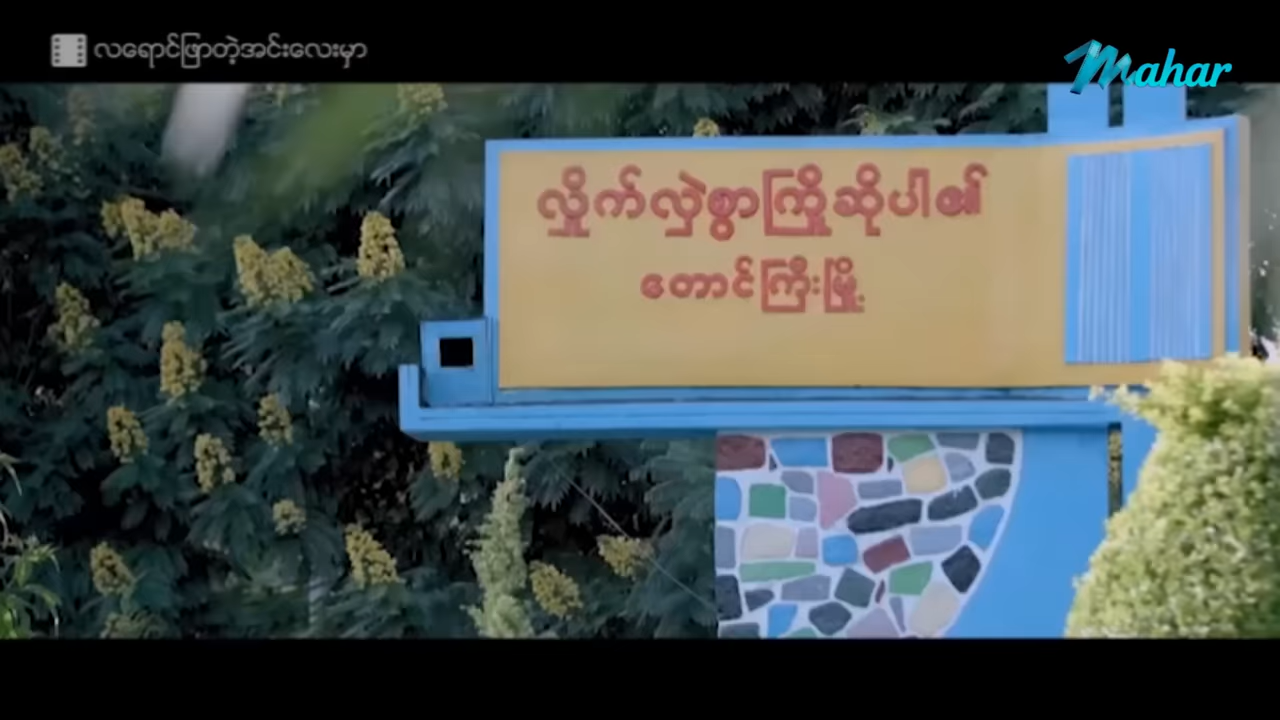 လရောင်ဖြာတဲ့အင်းလေးမှာ
Mahar
လှိုက်လှဲစွာကြိုဆိုပါ၏
တောင်ကြီးမြို့